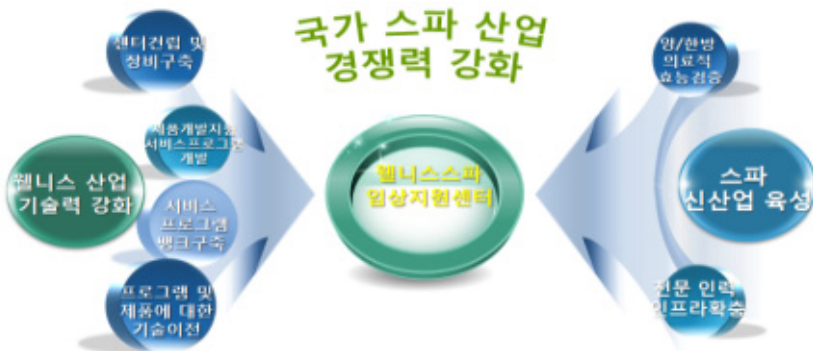 국가 스파 산업
경쟁력 강화
센터건립 및
장비구축
제품개발지원
서비스프로그램
개발
웰니스 산업
기술력 강화
서비스
프로그램
뱅크구축
프로그램 및
제품에 대한
기술이전
웰니스스파
임상지원센터
양/한방
의료적
효능검증
스파
신산업 육성
전문 인력
인프라확충